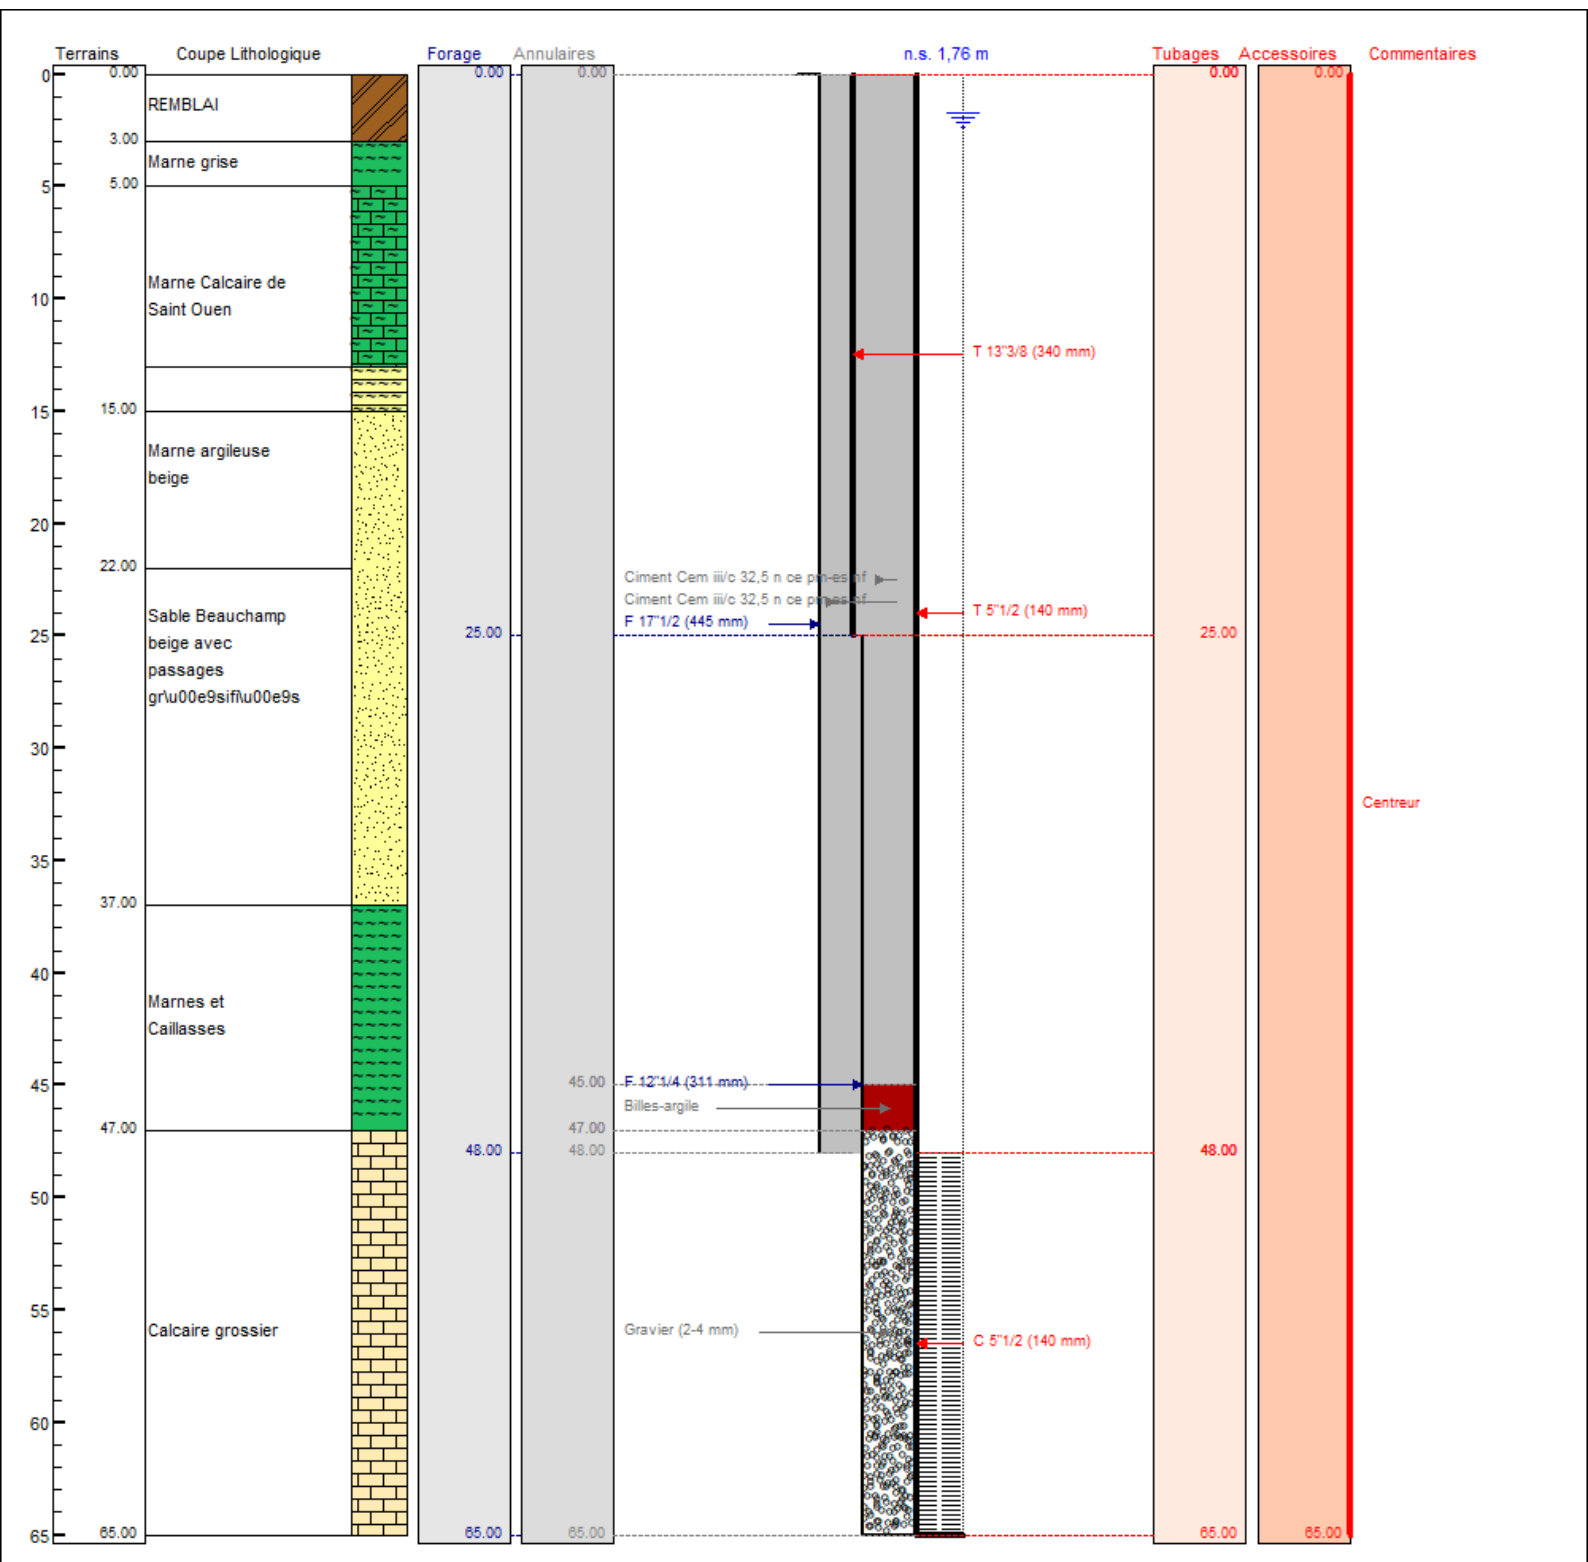 Terrains Coupe Lithologique Forage Annulaires n.s. 1,76 m Tubages Accessoires Commentaires
0 0.00 0.00 0.00 0.00 0.00
REMBLAI
3.00
Marne grise
5 5.00
Marne Calcaire de
Saint Ouen
10
T 13"3/8 (340 mm)
15 15.00
Marne argileuse
beige
20
22.00
Ciment Cem iii/c 32,5 n ce pm-es nf
Ciment Cem iii/c 32,5 n ce pm-es nf
T 5"1/2 (140 mm)
Sable Beauchamp
F 17"1/2 (445 mm)
25 25.00 25.00
beige avec
passages
gr\u00e9sifi\u00e9s
30
Centreur
35
37.00
40
Marnes et
Caillasses
45 45.00 F 12"1/4 (311 mm)
Billes-argile
47.00 47.00
48.00 48.00 48.00
50
55
Calcaire grossier Gravier (2-4 mm) C 5"1/2 (140 mm)
60
65 65.00 65.00 65.00 65.00 65.00